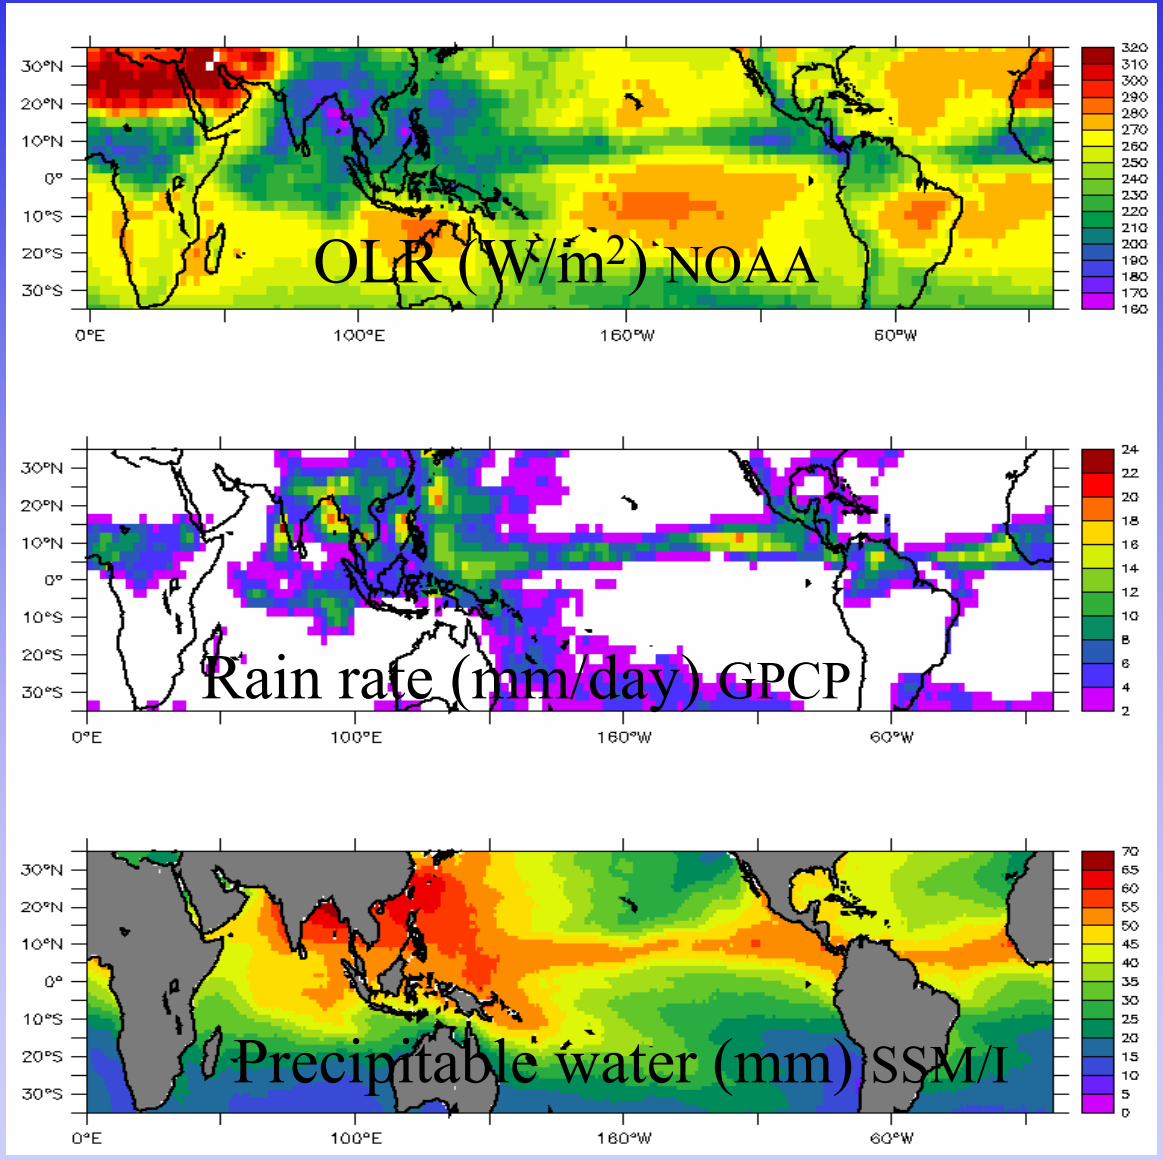 30°N
20°N
10°N
0°
10°S
20°S
30°S
OLR (W/m²) NOAA
0°E 100°E 160°W 60°W
320
310
300
290
280
270
260
250
240
230
220
210
200
190
180
170
160
30°N
20°N
10°N
0°
10°S
20°S
30°S
Rain rate (mm/day) GPCP
0°E 100°E 160°W 60°W
24
22
20
18
16
14
12
10
8
6
4
2
30°N
20°N
10°N
0°
10°S
20°S
30°S
Precipitable water (mm) SSM/I
0°E 100°E 160°W 60°W
70
65
60
55
50
45
40
35
30
25
20
15
10
5
0